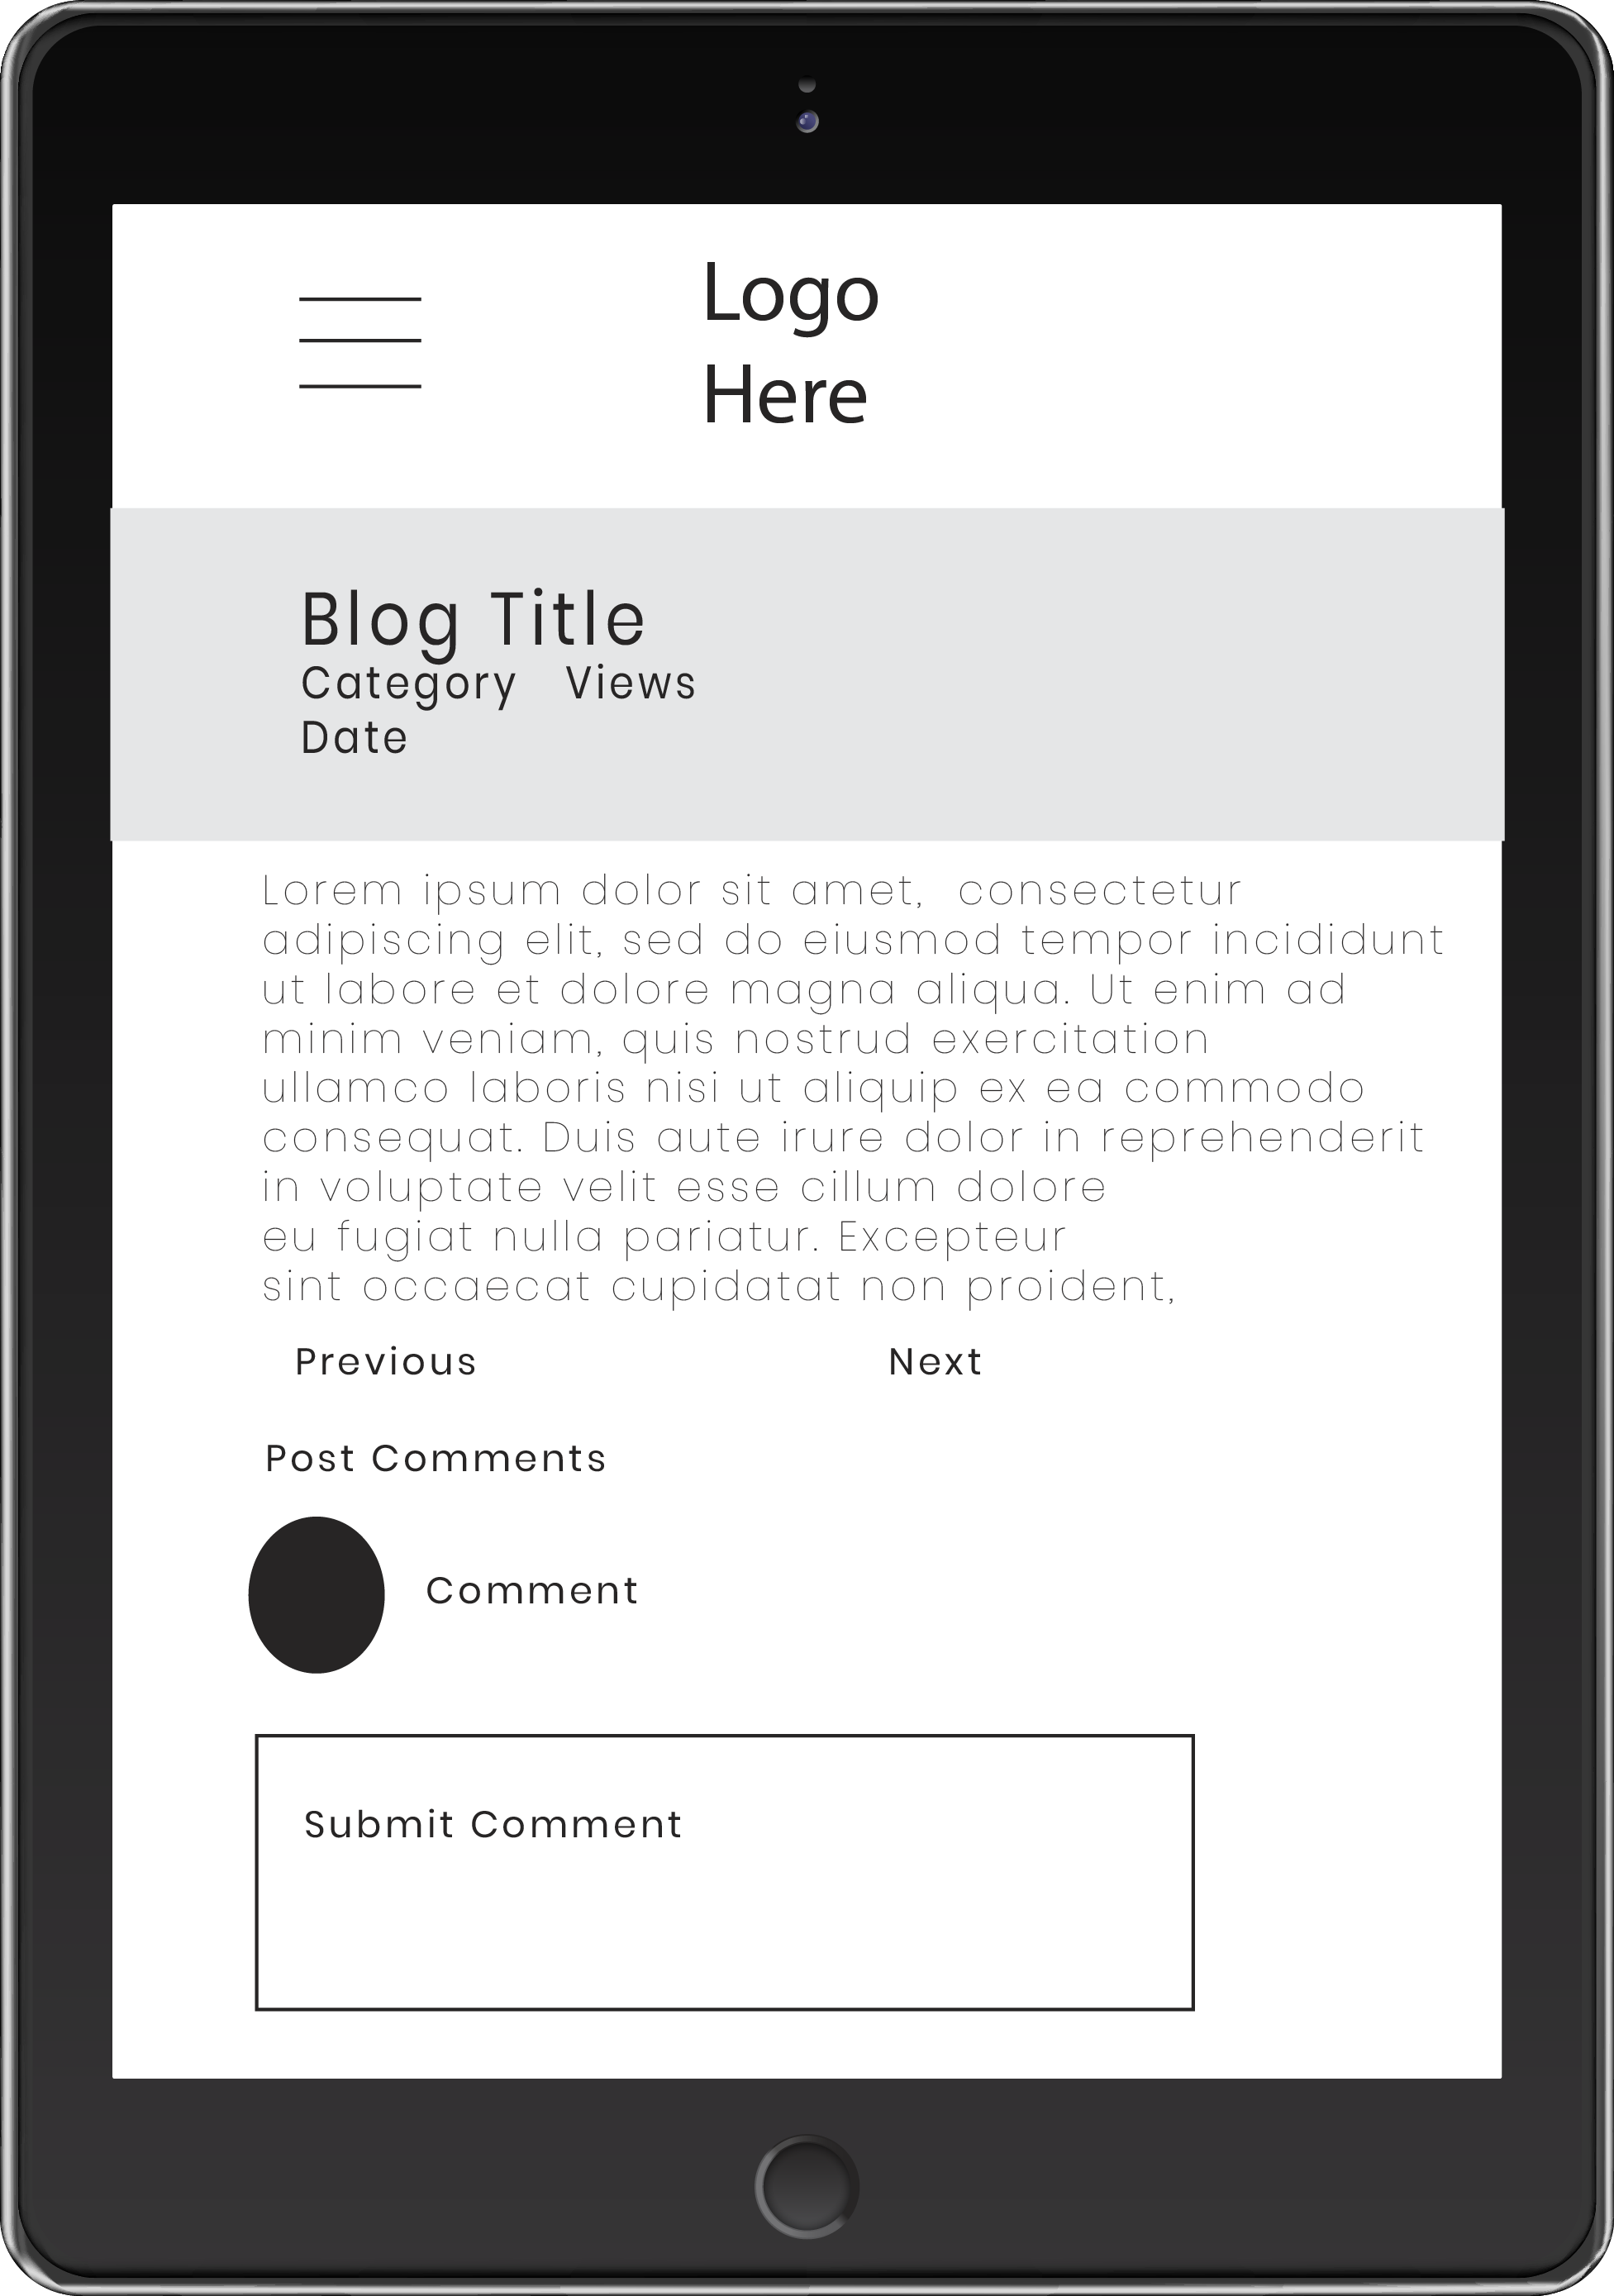 Logo
Here
Blog Title
Category Views
Date
Lorem ipsum dolor sit amet, consectetur
adipiscing elit, sed do eiusmod tempor incididunt
ut labore et dolore magna aliqua. Ut enim ad
minim veniam, quis nostrud exercitation
ullamco laboris nisi ut aliquip ex ea commodo
consequat. Duis aute irure dolor in reprehenderit
in voluptate velit esse cillum dolore
eu fugiat nulla pariatur. Excepteur
sint occaecat cupidatat non proident,
Previous Next
Post Comments
Comment
Submit Comment